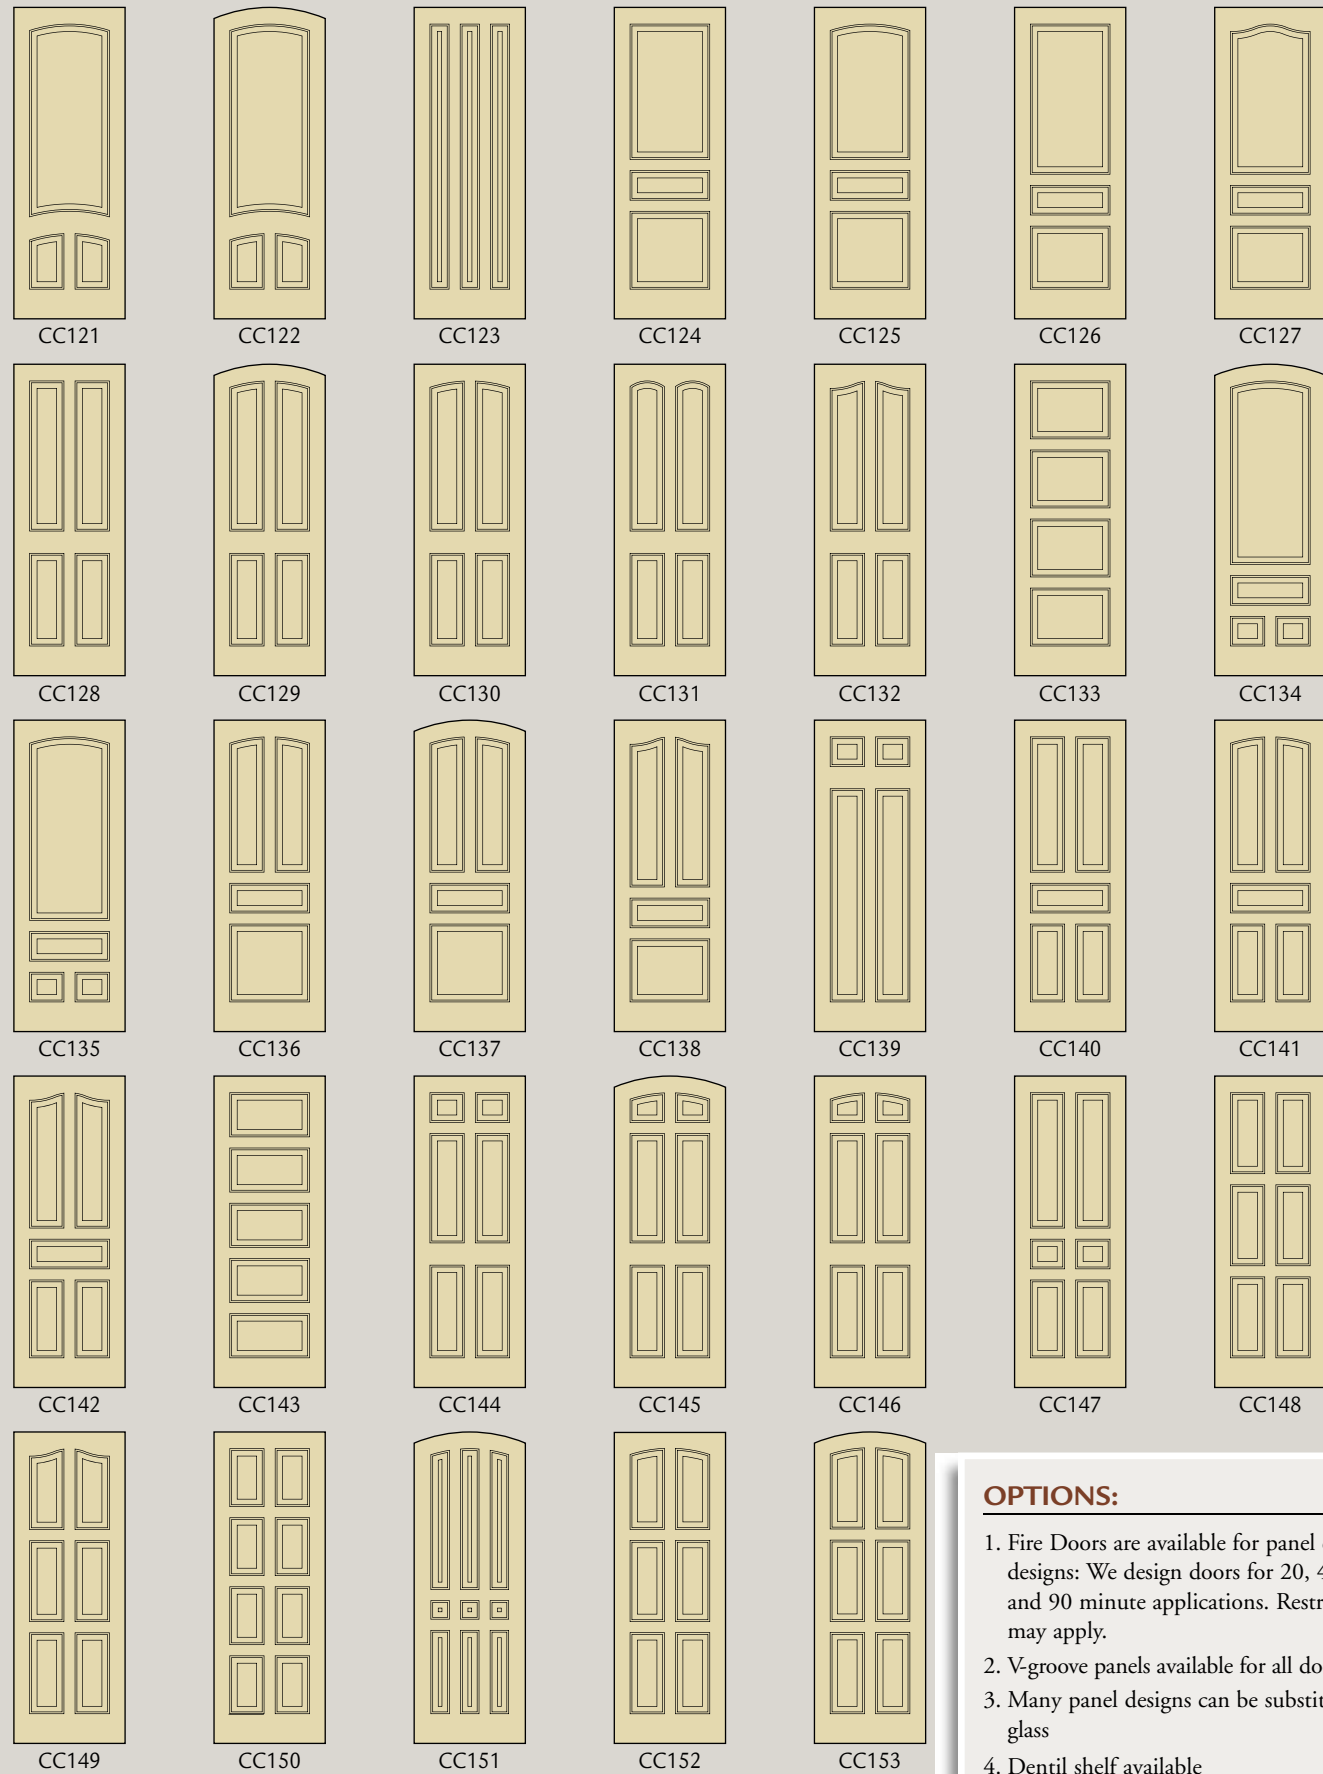 CC121 CC122 CC123 CC124 CC125 CC126 CC127
CC128 CC129 CC130 CC131 CC132 CC133 CC134
CC135 CC136 CC137 CC138 CC139 CC140 CC141
CC142 CC143 CC144 CC145 CC146 CC147 CC148
CC149 CC150 CC151 CC152 CC153
OPTIONS:
1. Fire Doors are available for panel
designs: We design doors for 20,
and 90 minute applications.
may apply.
2. V-groove panels available for all
3. Many panel designs can be
glass
4. Dentil shelf available